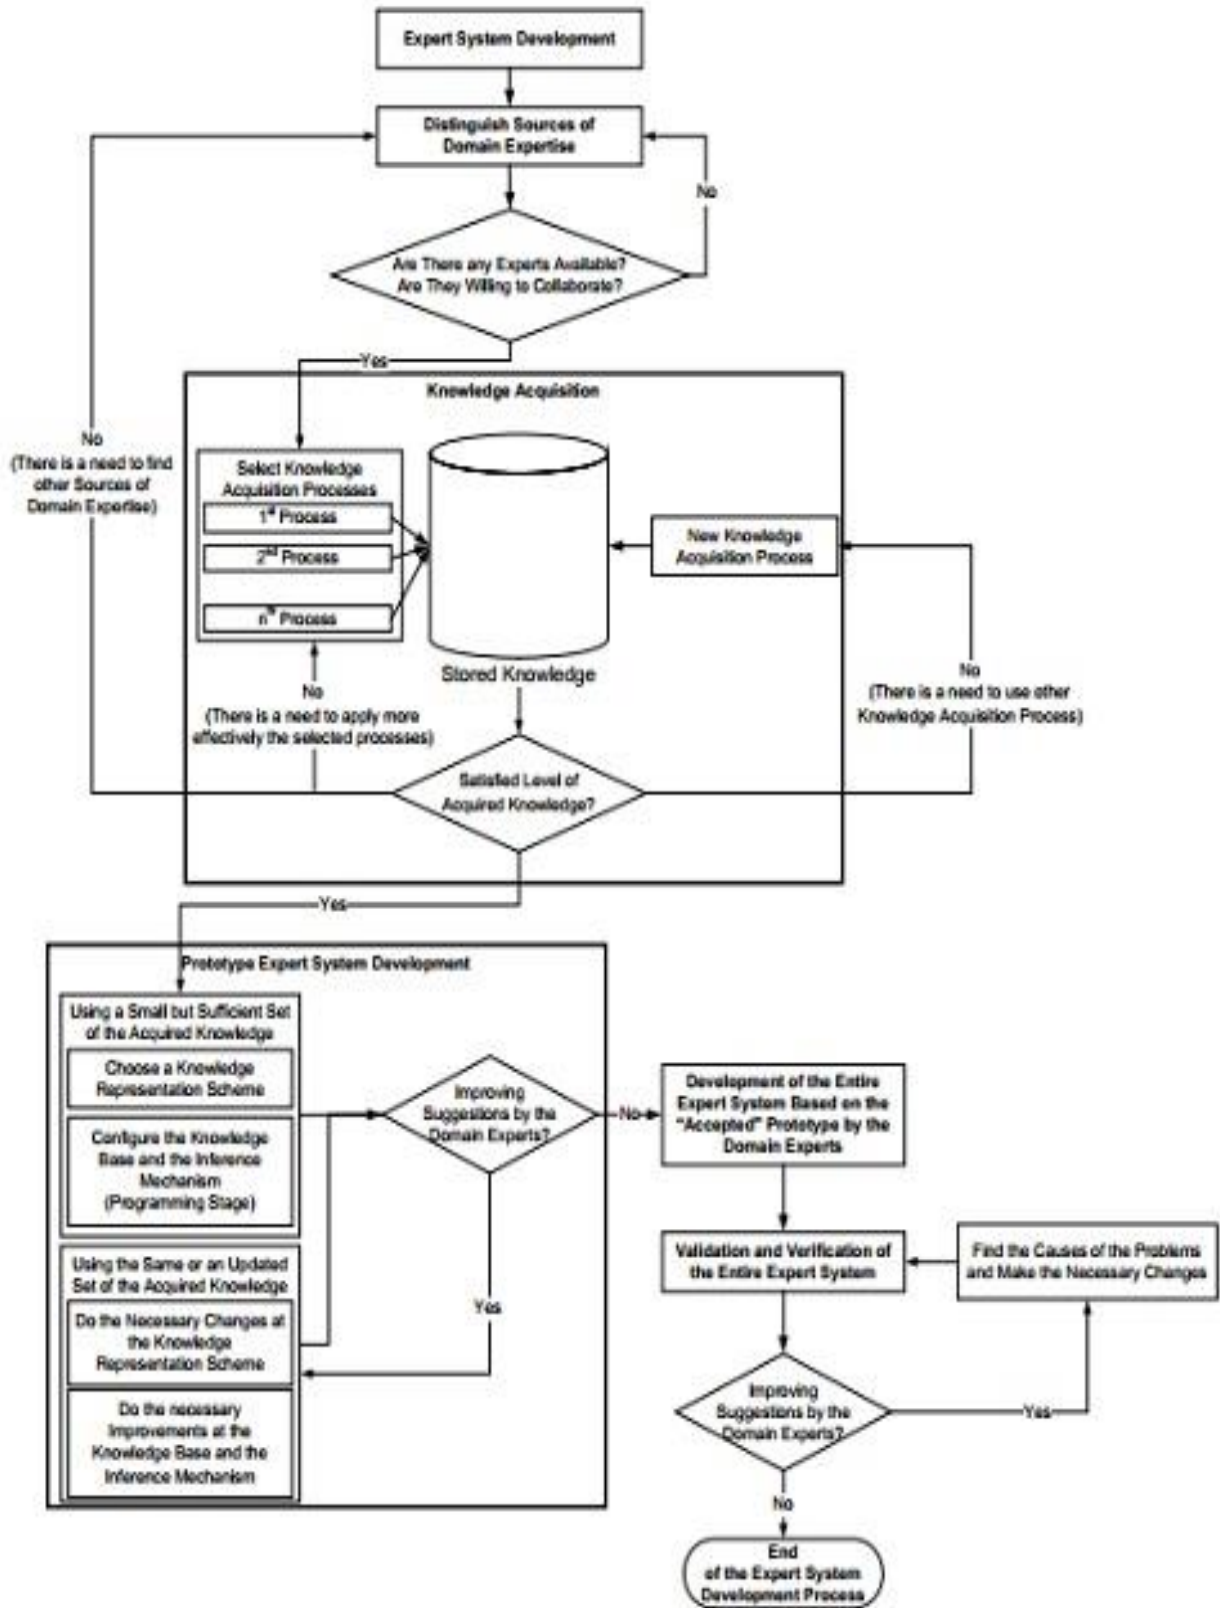 Expert System Development
Distinguish Sources of
Domain Expertise
No
Are There any Experts Available?
Are They Willing to Collaborate?
Yes
Knowledge Acquisition
No
(There is a need to find
other Sources of
Domain Expertise)
Select Knowledge
Acquisition Processes
1st Process
2nd Process
nth Process
New Knowledge
Acquisition Process
Stored Knowledge
No
(There is a need to apply more
effectively the selected processes)
No
(There is a need to use other
Knowledge Acquisition Process)
Satisfied Level of
Acquired Knowledge?
Yes
Prototype Expert System Development
Using a Small but Sufficient Set
of the Acquired Knowledge
Choose a Knowledge
Representation Scheme
Configure the Knowledge
Base and the Inference
Mechanism
(Programming Stage)
Improving
Suggestions by the
Domain Experts?
No
Development of the Entire
Expert System Based on the
"Accepted" Prototype by the
Domain Experts
Using the Same or an Updated
Set of the Acquired Knowledge
Do the Necessary Changes at
the Knowledge
Representation Scheme
Do the necessary
Improvements at the
Knowledge Base and the
Inference Mechanism
Yes
Validation and Verification of
the Entire Expert System
Find the Causes of the Problems
and Make the Necessary Changes
Improving
Suggestions by the
Domain Experts?
Yes
No
End
of the Expert System
Development Process